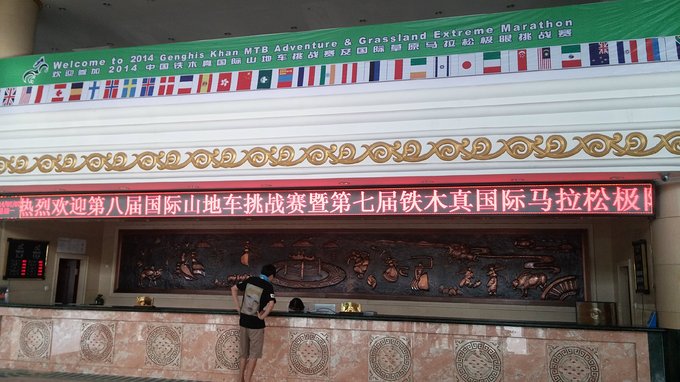 Welcome to 2014 Genghis Khan MTB Adventure & Grassland Extreme Marathon
欢迎参加 2014 中国铁木真国际山地车挑战赛及国际草原马拉松极限挑战赛
热烈欢迎第八届国际山地车挑战赛暨第七届铁木真国际马拉松极限